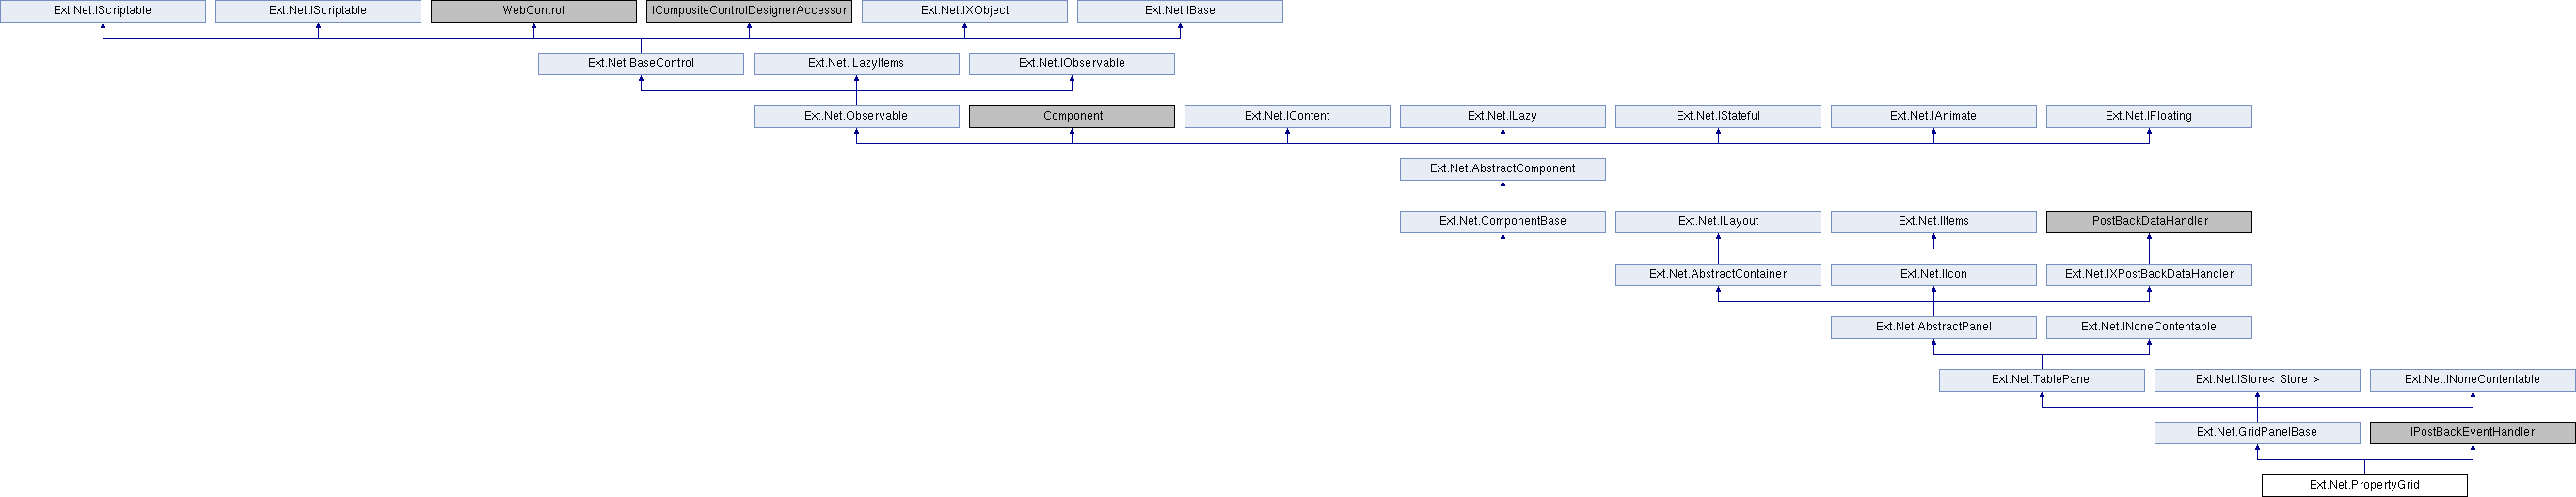 Ext.Net.IScriptable
Ext.Net.IScriptable
WebControl
ICompositeControlDesignerAccessor
Ext.Net.IXObject
Ext.Net.IBase
Ext.Net.BaseControl
Ext.Net.ILazyItems
Ext.Net.IObservable
Ext.Net.Observable
IComponent
Ext.Net.IContent
Ext.Net.ILazy
Ext.Net.IStateful
Ext.Net.IAnimate
Ext.Net.IFloating
Ext.Net.AbstractComponent
Ext.Net.ComponentBase
Ext.Net.ILayout
Ext.Net.IItems
IPostBackDataHandler
Ext.Net.AbstractContainer
Ext.Net.IIcon
Ext.Net.IXPostBackDataHandler
Ext.Net.AbstractPanel
Ext.Net.INoneContentable
Ext.Net.TablePanel
Ext.Net.IStore< Store >
Ext.Net.INoneContentable
Ext.Net.GridPanelBase
IPostBackEventHandler
Ext.Net.PropertyGrid